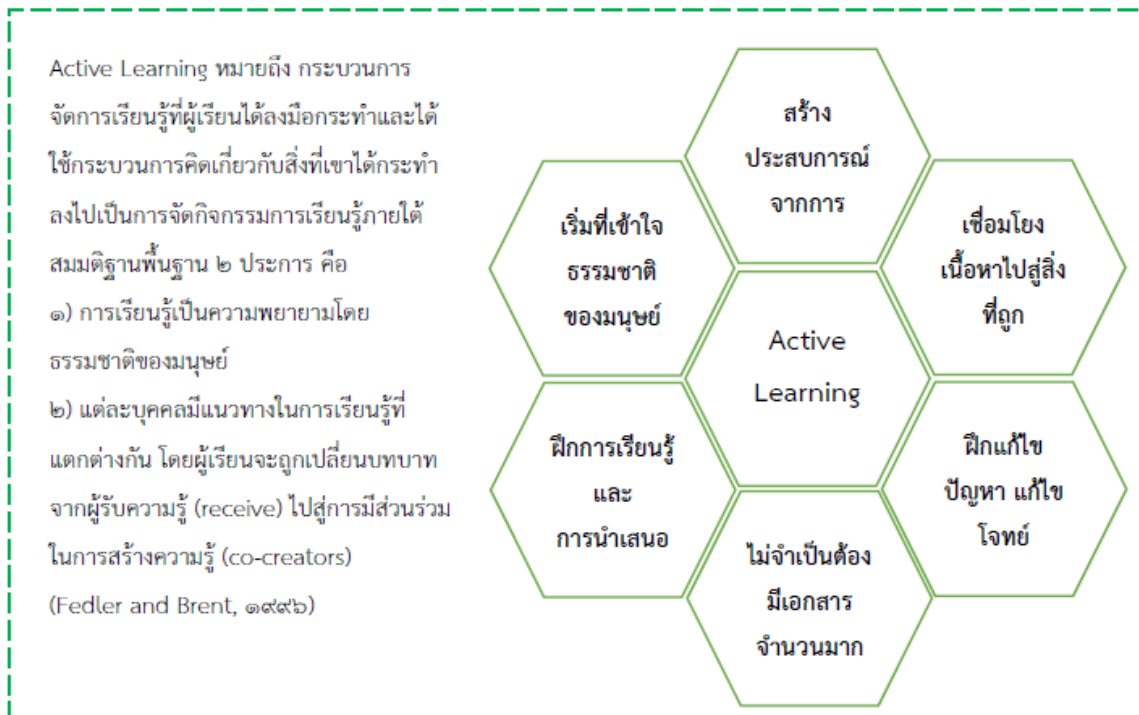 Active Learning หมายถึง กระบวนการ
จัดการเรียนรู้ที่ผู้เรียนได้ลงมือกระทำและได้
ใช้กระบวนการคิดเกี่ยวกับสิ่งที่เขาได้กระทำ
ลงไปเป็นการจัดกิจกรรมการเรียนรู้ภายใต้
สมมติฐานพื้นฐาน ๒ ประการ คือ
๑) การเรียนรู้เป็นความพยายามโดย
ธรรมชาติของมนุษย์
๒) แต่ละบุคคลมีแนวทางในการเรียนรู้ที่
แตกต่างกัน โดยผู้เรียนจะถูกเปลี่ยนบทบาท
จากผู้รับความรู้ (receive) ไปสู่การมีส่วนร่วม
ในการสร้างความรู้ (co-creators)
(Fedler and Brent, ๑๙๙๖)
สร้าง
ประสบการณ์
จากการ
เริ่มที่เข้าใจ
ธรรมชาติ
ของมนุษย์
เชื่อมโยง
เนื้อหาไปสู่สิ่ง
ที่ถูก
Active
Learning
ฝึกการเรียนรู้
และ
การนำเสนอ
ฝึกแก้ไข
ปัญหา แก้ไข
โจทย์
ไม่จำเป็นต้อง
มีเอกสาร
จำนวนมาก